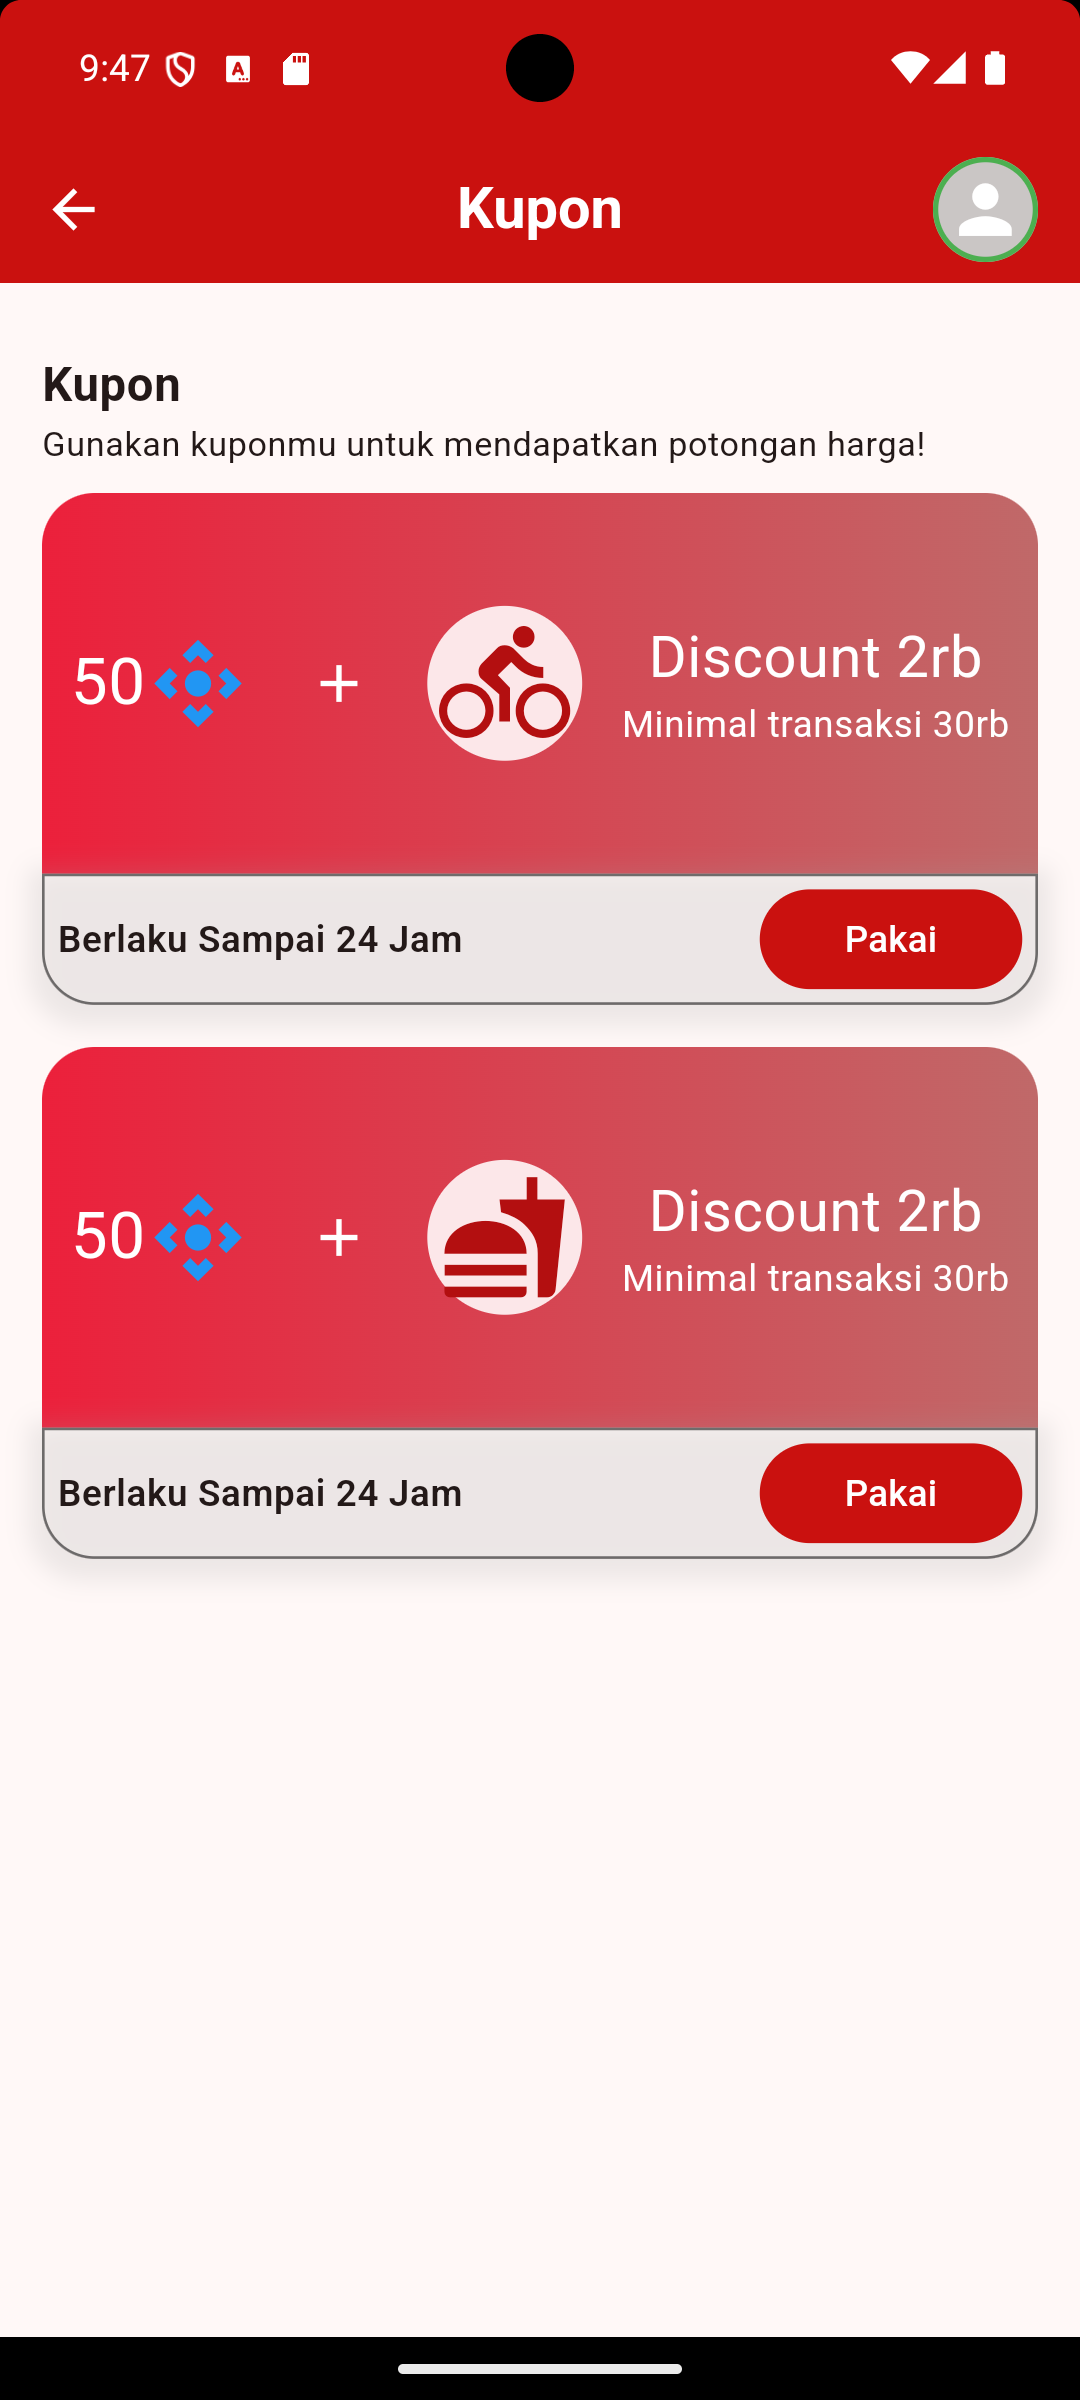 9:47
Kupon
Kupon
Gunakan kuponmu untuk mendapatkan potongan harga!
50 +
Discount 2rb
Minimal transaksi 30rb
Berlaku Sampai 24 Jam
Pakai
50 +
Discount 2rb
Minimal transaksi 30rb
Berlaku Sampai 24 Jam
Pakai